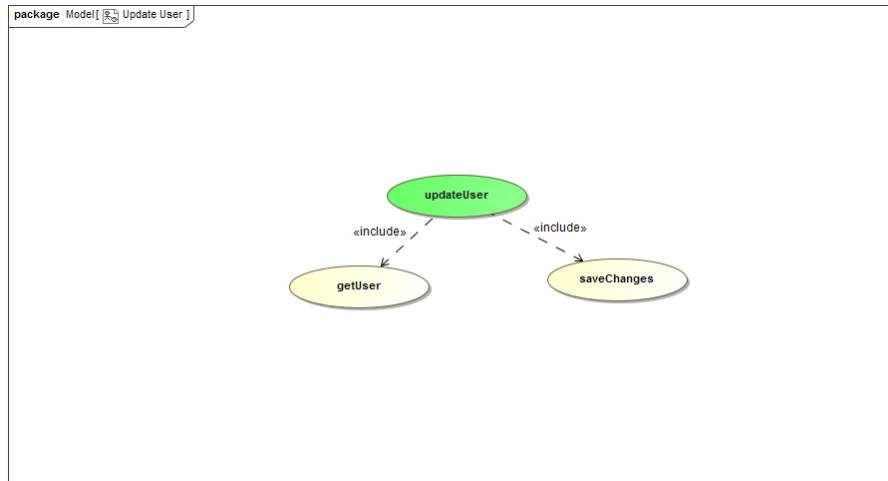 package Model[ Update User ]
updateUser
«include»
«include»
getUser
saveChanges